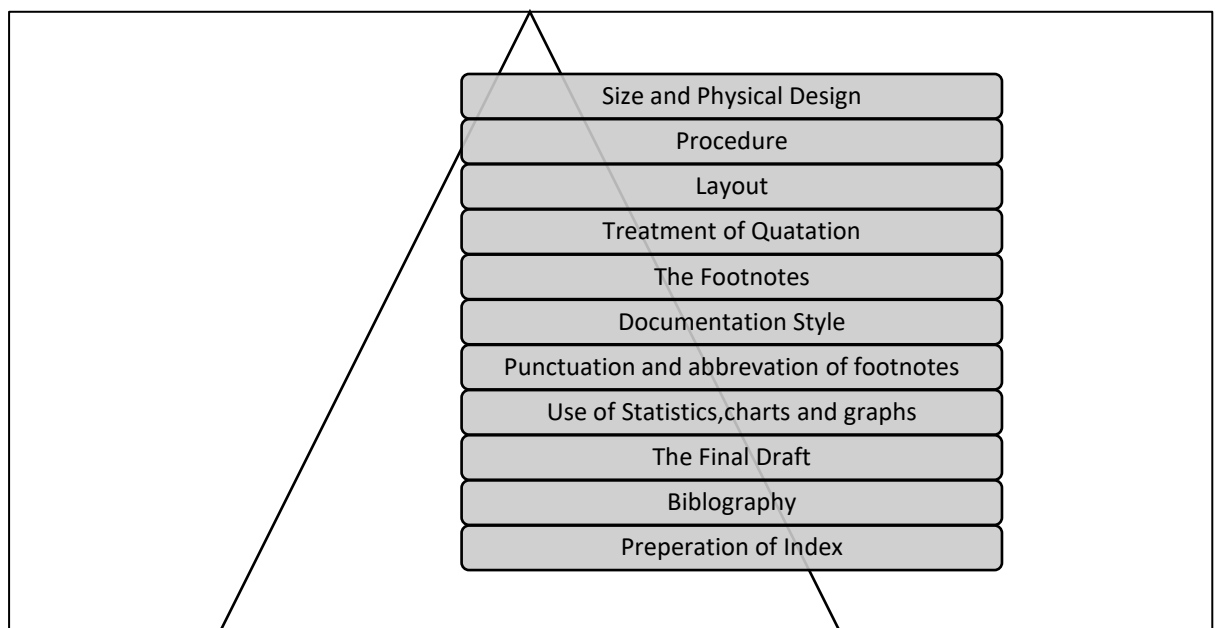 Size and Physical Design
Procedure
Layout
Treatment of Quatation
The Footnotes
Documentation Style
Punctuation and abbrevation of footnotes
Use of Statistics,charts and graphs
The Final Draft
Biblography
Preperation of Index